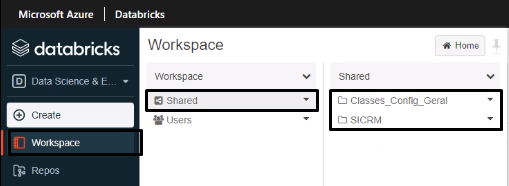 Microsoft Azure Databricks
databricks
Data Science & E...
Create
Workspace
Repos
Workspace
Home
Workspace
Shared
Users
Shared
Classes_Config_Geral
SICRM